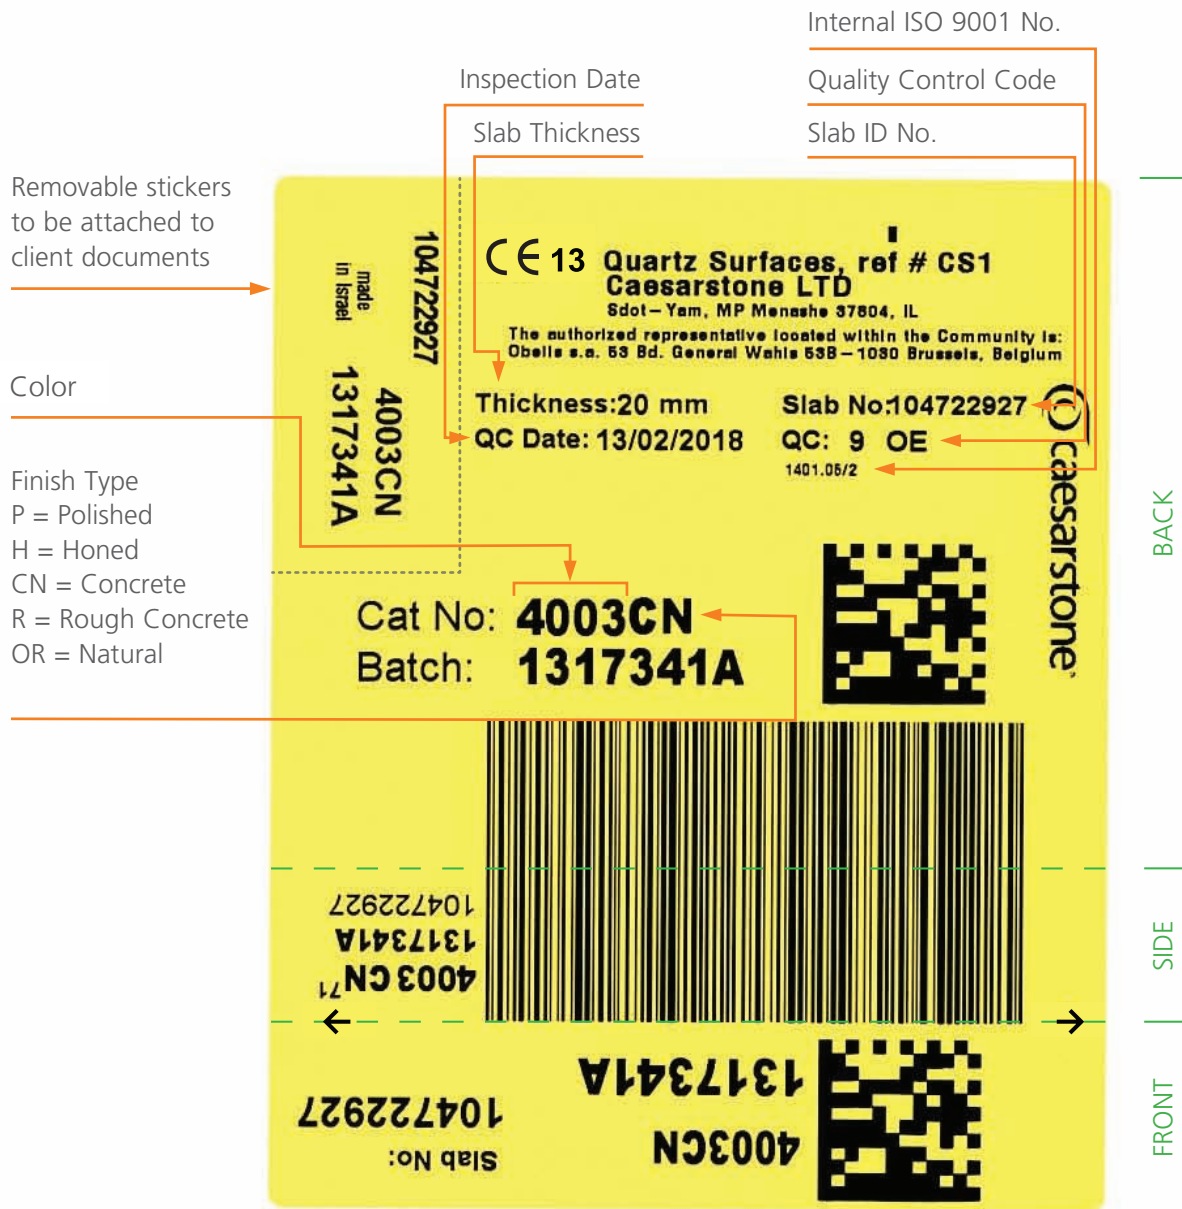 Internal ISO 9001 No.
Inspection Date
Quality Control Code
Slab Thickness
Slab ID No.
Removable stickers
to be attached to
client documents
Color
Finish Type
P = Polished
H = Honed
CN = Concrete
R = Rough Concrete
OR = Natural
made
in Israel
104722927
4003CN
1317341A
CE 13
Quartz Surfaces, ref # CS1
Caesarstone LTD
Sdot-Yam, MP Menashe 37804, IL
The authorized representative located within the Community is:
Obelis s.a. 53 Bd. General Wahis 53B-1030 Brussels, Belgium
Thickness:20 mm
Slab No:104722927
QC Date: 13/02/2018
QC: 9 OE
1401.05/2
caesarstone
Cat No: 4003CN
Batch: 1317341A
BACK
4003 CN 71
1317341A
104722927
SIDE
4003CN
1317341A
Slab No:
104722927
FRONT